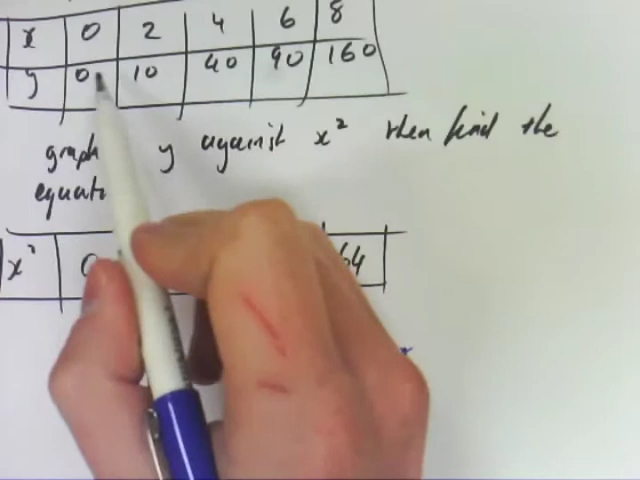 x 0 2 4 6 8
y 0 10 40 90 160
graph y against x² then find the
x² 0 64